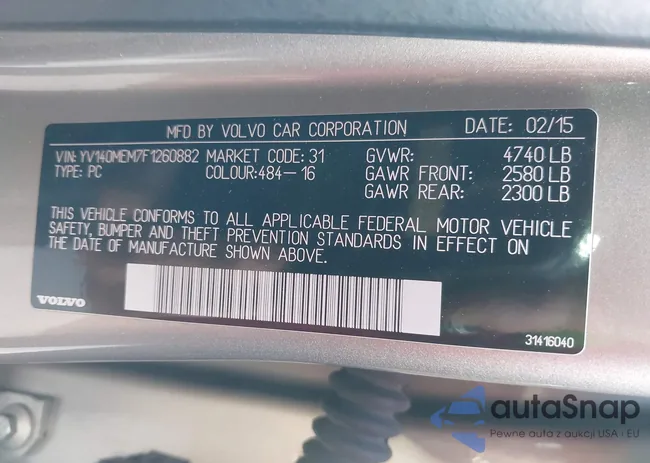 MFD BY VOLVO CAR CORPORATION DATE: 02/15
VIN: YV140MEM7F1260882 MARKET CODE: 31 GVWR: 4740 LB
TYPE: PC COLOUR:484-16 GAWR FRONT: 2580 LB
GAWR REAR: 2300 LB
THIS VEHICLE CONFORMS TO ALL APPLICABLE FEDERAL MOTOR VEHICLE
SAFETY, BUMPER AND THEFT PREVENTION STANDARDS IN EFFECT ON
THE DATE OF MANUFACTURE SHOWN ABOVE.
VOLVO
31416040
autaSnap
Pewne auta z aukcji USA i EU